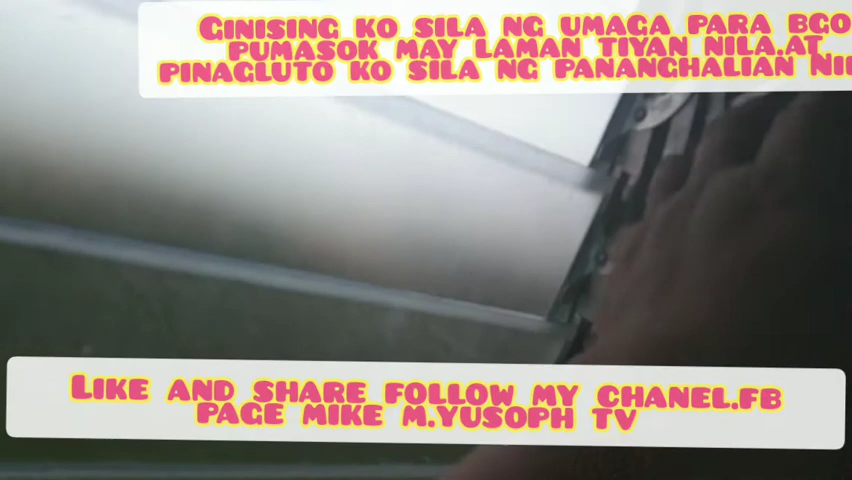 Ginising ko sila ng umaga para bgo
pumasok may laman tiyan nila.at
pinagluto ko sila ng pananghalian
Like and share follow my chanel.fb
page mike m.yusoph tv